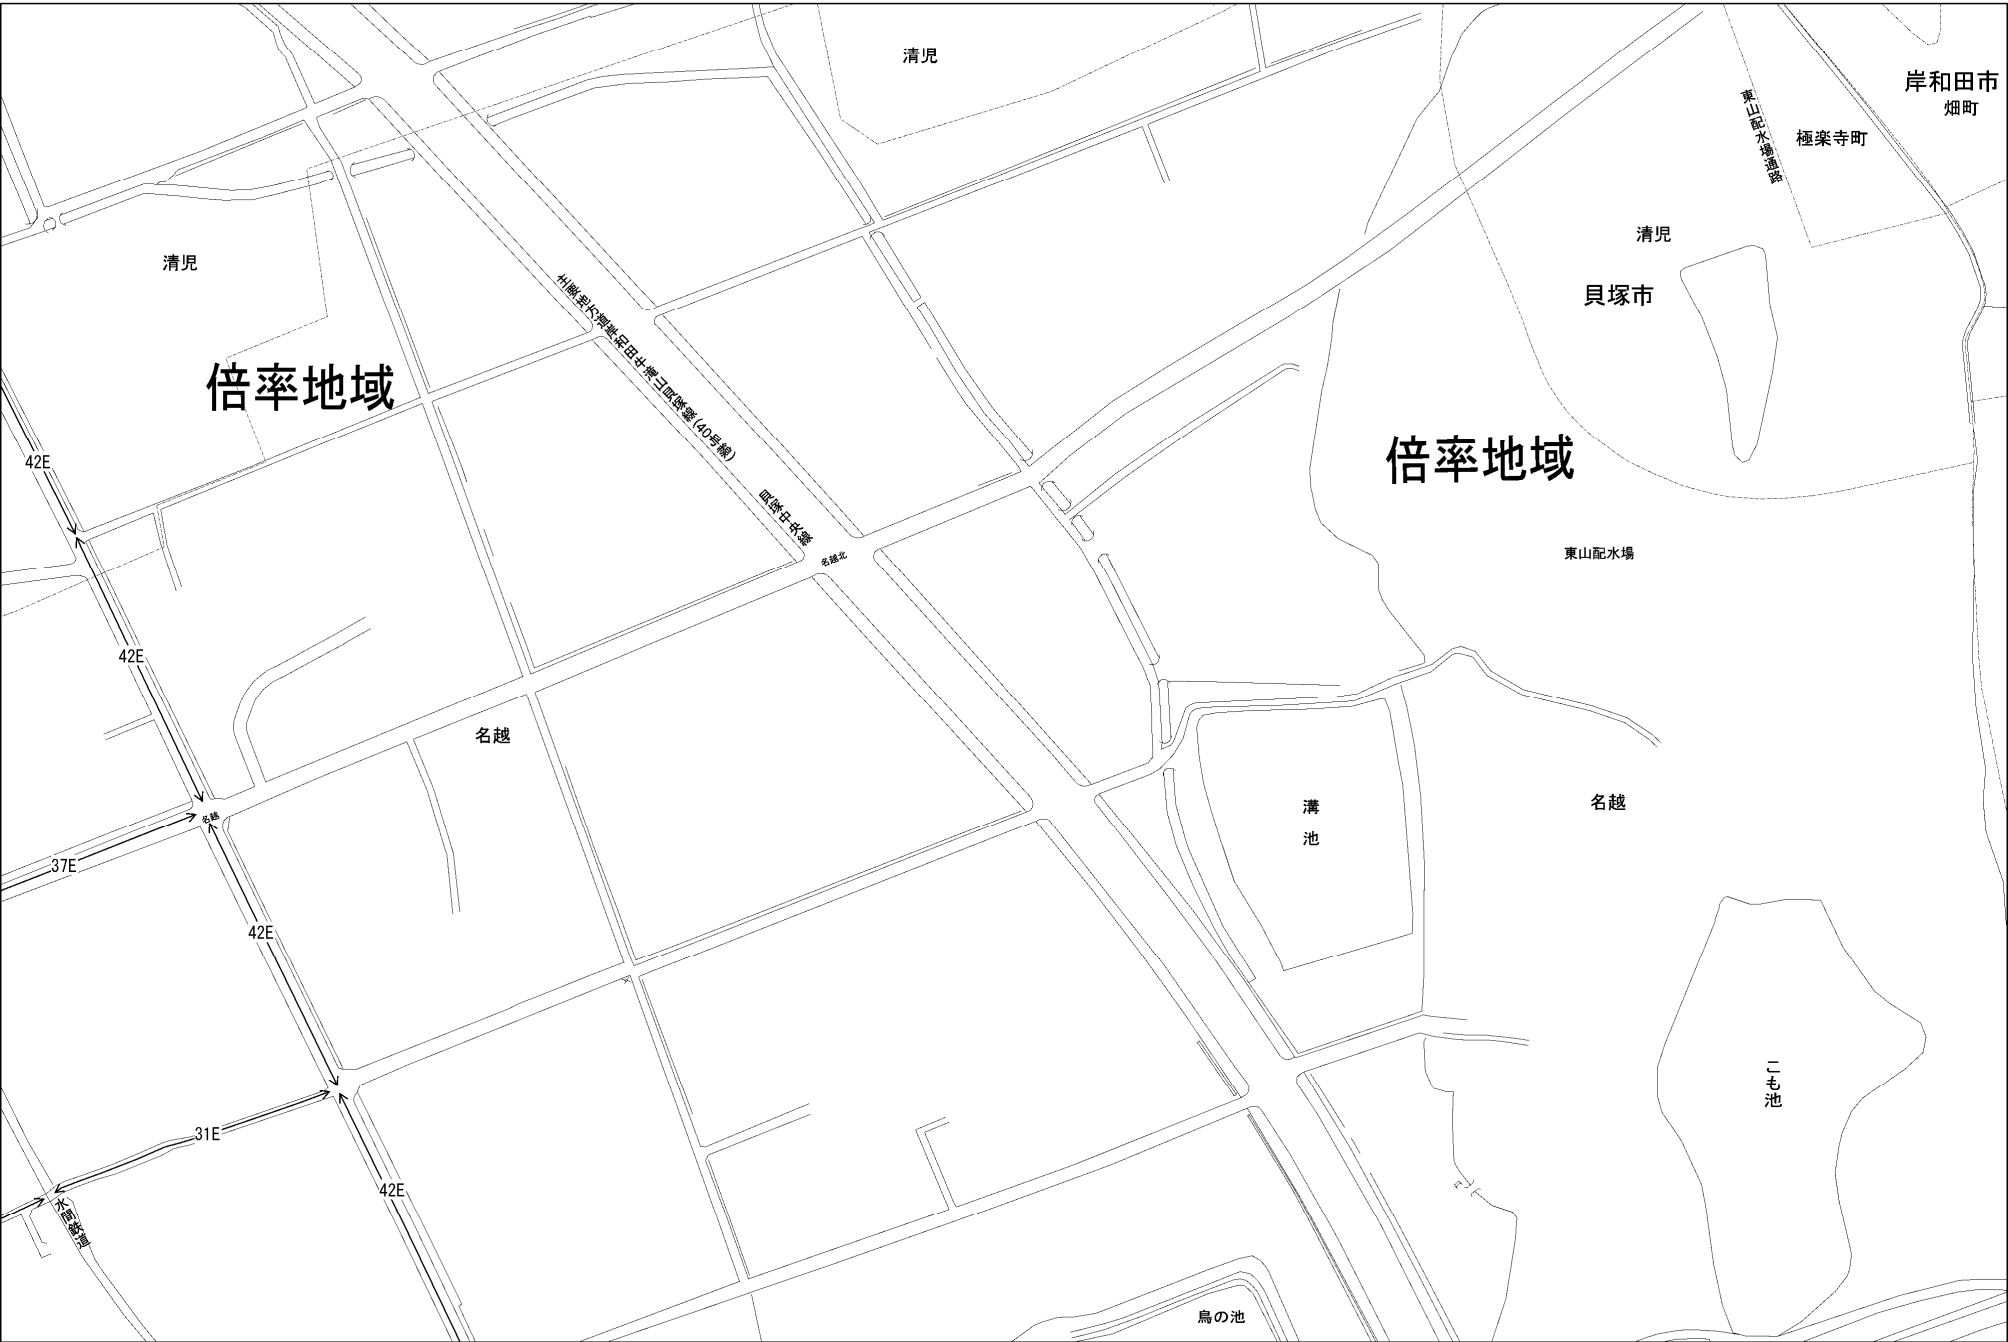 清児
岸和田市
畑町
東山配水場通路
極楽寺町
清児
清児
貝塚市
主要地方道岸和田牛滝山貝塚線(40号線)
倍率地域
倍率地域
42E
貝塚中央線
名越北
東山配水場
42E
名越
名越
溝池
名越
37E
42E
こも池
31E
42E
水間鉄道
鳥の池